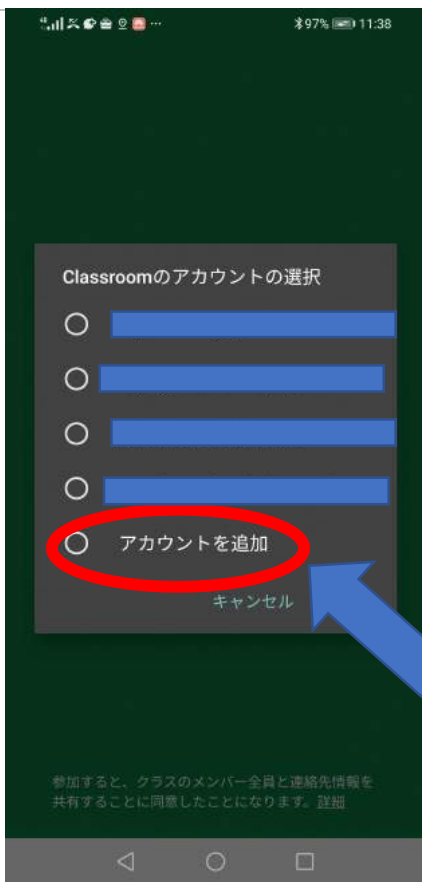 97% 11:38
Classroomのアカウントの選択
アカウントを追加
キャンセル
参加すると、クラスのメンバー全員と連絡先情報を
共有することに同意したことになります。詳細